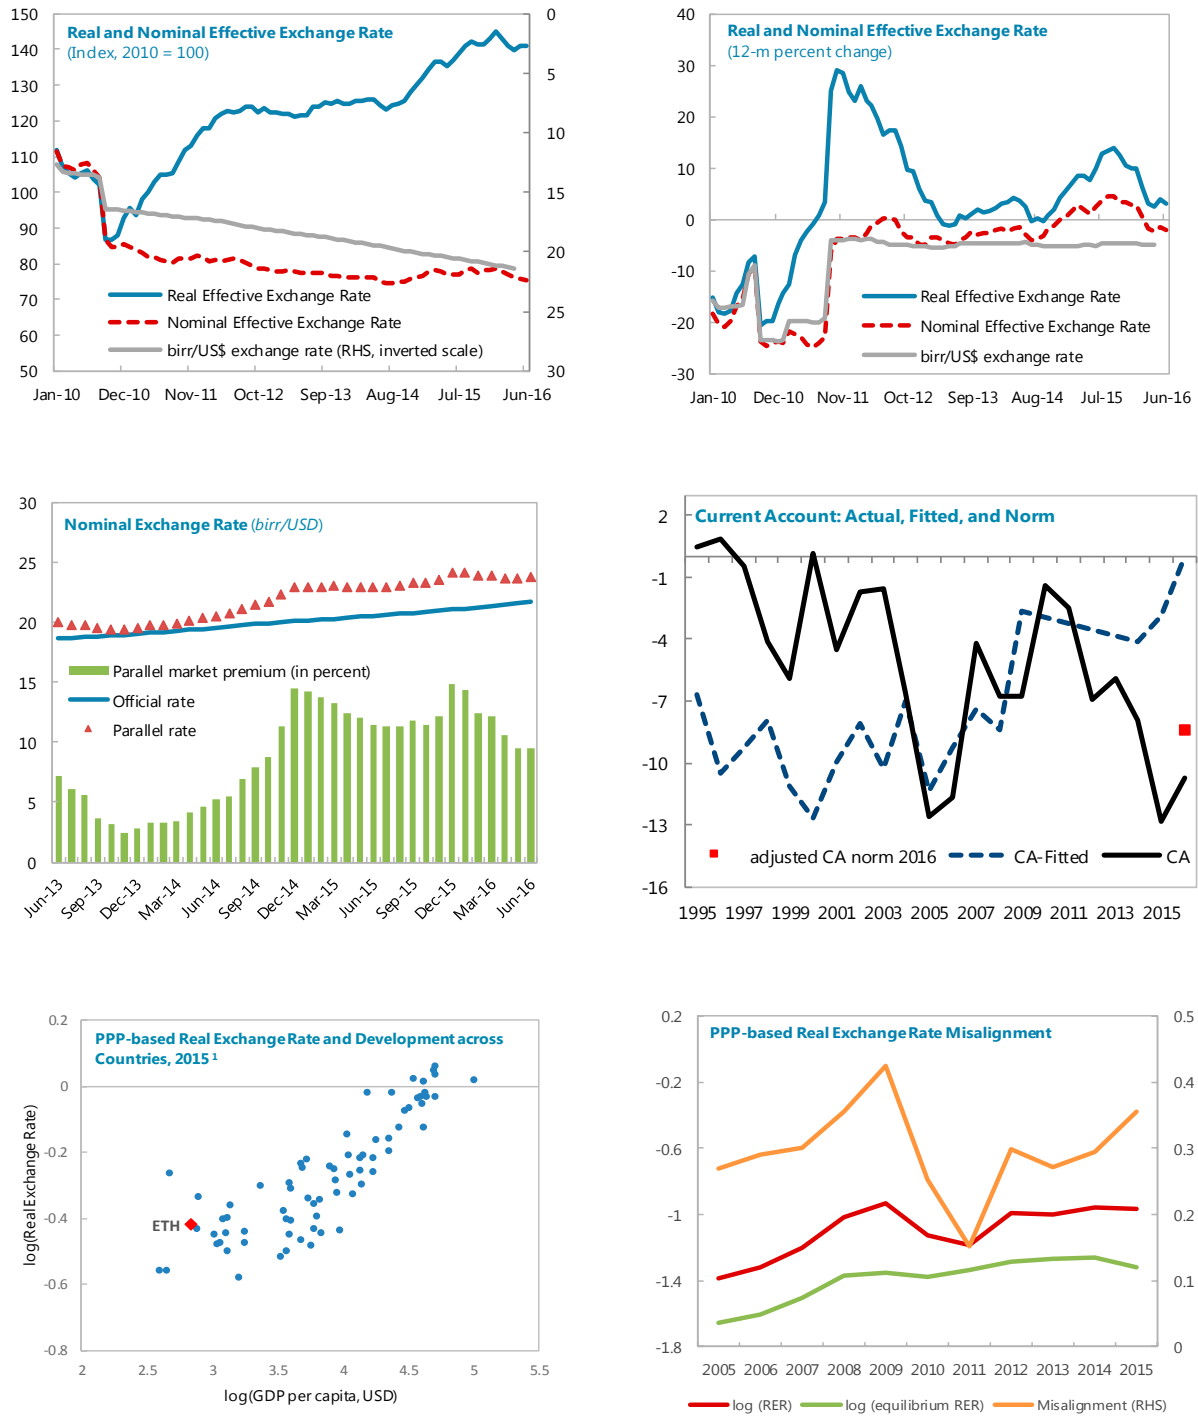 Real and Nominal Effective Exchange Rate
(Index, 2010 = 100)
150
140
130
120
110
100
90
80
70
60
50
0
5
10
15
20
25
30
Real Effective Exchange Rate
Nominal Effective Exchange Rate
birr/US$ exchange rate (RHS, inverted scale)
Jan-10 Dec-10 Nov-11 Oct-12 Sep-13 Aug-14 Jul-15 Jun-16
Real and Nominal Effective Exchange Rate
(12-m percent change)
40
30
20
10
0
-10
-20
-30
Real Effective Exchange Rate
Nominal Effective Exchange Rate
birr/US$ exchange rate
Jan-10 Dec-10 Nov-11 Oct-12 Sep-13 Aug-14 Jul-15 Jun-16
Nominal Exchange Rate (birr/USD)
30
25
20
15
10
5
0
Parallel market premium (in percent)
Official rate
Parallel rate
Jun-13 Sep-13 Dec-13 Mar-14 Jun-14 Sep-14 Dec-14 Mar-15 Jun-15 Sep-15 Dec-15 Mar-16 Jun-16
Current Account: Actual, Fitted, and Norm
2
-1
-4
-7
-10
-13
-16
adjusted CA norm 2016 CA-Fitted CA
1995 1997 1999 2001 2003 2005 2007 2009 2011 2013 2015
PPP-based Real Exchange Rate and Development across
Countries, 2015 1
0.2
0
-0.2
-0.4
-0.6
-0.8
log(Real Exchange Rate)
ETH
2 2.5 3 3.5 4 4.5 5 5.5
log(GDP per capita, USD)
PPP-based Real Exchange Rate Misalignment
0.2
-0.2
-0.6
-1
-1.4
-1.8
0.5
0.4
0.3
0.2
0.1
0
2005 2006 2007 2008 2009 2010 2011 2012 2013 2014 2015
log (RER) log (equilibrium RER) Misalignment (RHS)